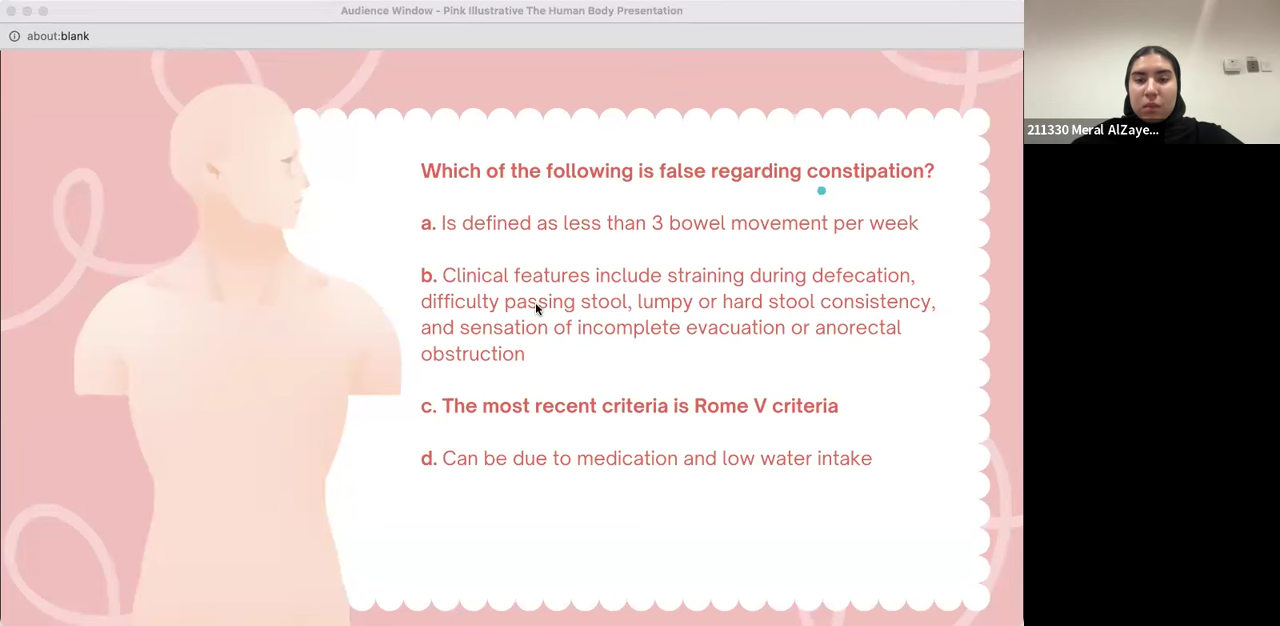 Audience Window - Pink Illustrative The Human Body Presentation
about:blank
Which of the following is false regarding constipation?
a. Is defined as less than 3 bowel movement per week
b. Clinical features include straining during defecation,
difficulty passing stool, lumpy or hard stool consistency,
and sensation of incomplete evacuation or anorectal
obstruction
c. The most recent criteria is Rome V criteria
d. Can be due to medication and low water intake
211330 Meral AlZaye...